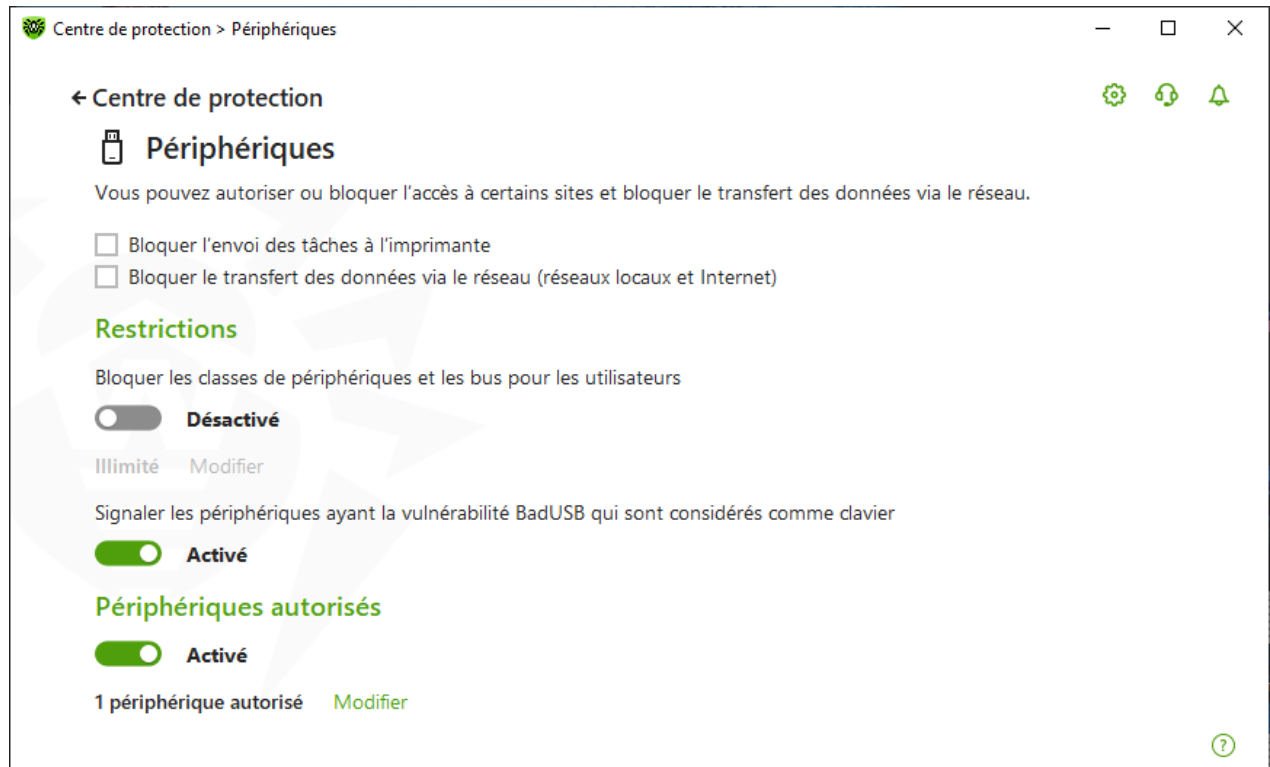 Centre de protection > Périphériques
Centre de protection
Périphériques
Vous pouvez autoriser ou bloquer l’accès à certains sites et bloquer le transfert des données via le réseau.
Bloquer l’envoi des tâches à l’imprimante
Bloquer le transfert des données via le réseau (réseaux locaux et Internet)
Restrictions
Bloquer les classes de périphériques et les bus pour les utilisateurs
Désactivé
Illimité Modifier
Signaler les périphériques ayant la vulnérabilité BadUSB qui sont considérés comme clavier
Activé
Périphériques autorisés
Activé
1 périphérique autorisé Modifier
?